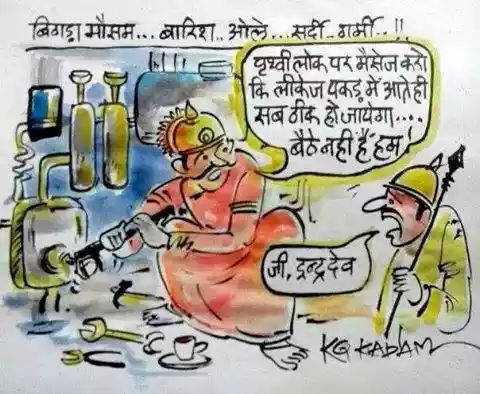 बिगड़ा मौसम... बारिश.. ओले... सर्दी..गर्मी..!!
पृथ्वी लोक पर मैसेज करो
कि लीकेज पकड़ में आते ही
सब ठीक हो जायेगा....
बैठे नहीं हैं हम!
जी, इन्द्रदेव
KG KADAM